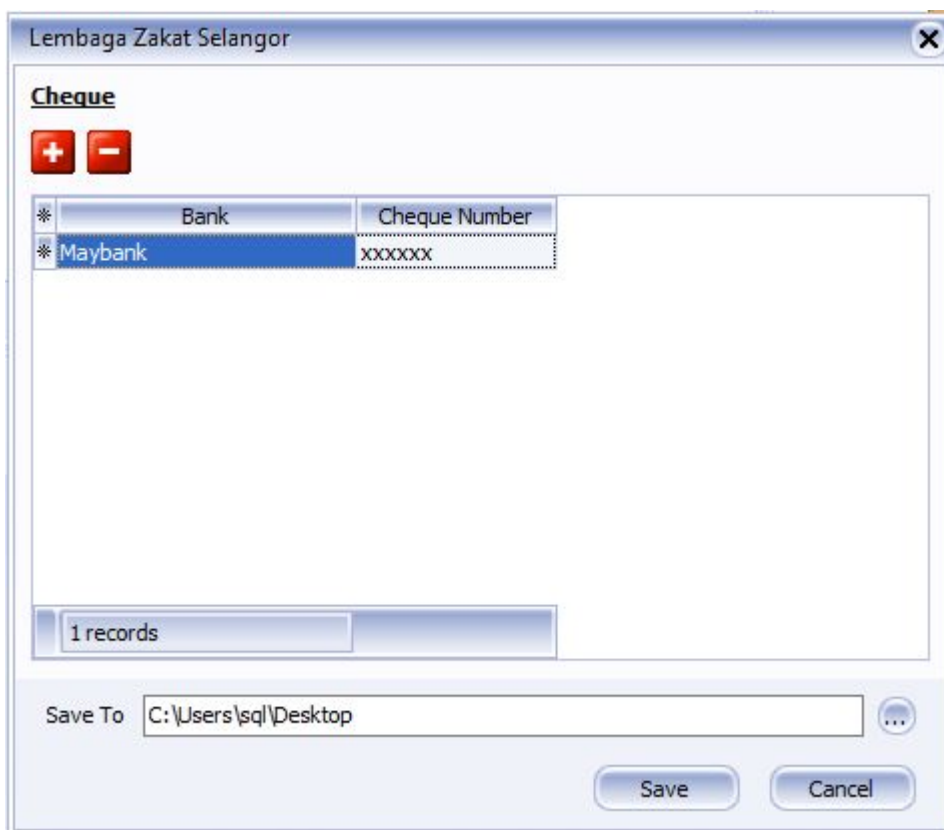 Lembaga Zakat Selangor
Cheque
Bank Cheque Number
Maybank xxxxxx
1 records
Save To C:\Users\sql\Desktop ...
Save Cancel